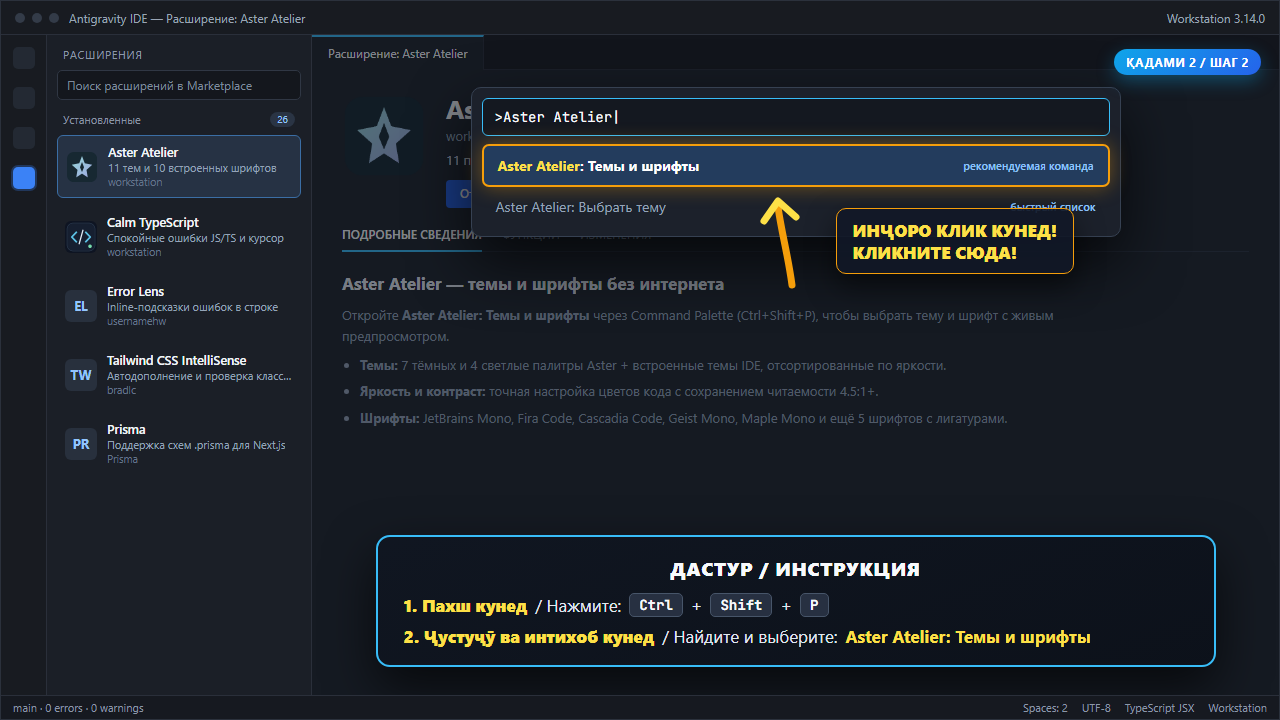 Antigravity IDE — Расширение: Aster Atelier
Workstation 3.14.0
РАСШИРЕНИЯ
Поиск расширений в Marketplace
Установленные 26
Aster Atelier
11 тем и 10 встроенных шрифтов
workstation
Calm TypeScript
Спокойные ошибки JS/TS и курсор
workstation
EL
Error Lens
Inline-подсказки ошибок в строке
usernamehw
TW
Tailwind CSS IntelliSense
Автодополнение и проверка класс...
bradlc
PR
Prisma
Поддержка схем .prisma для Next.js
Prisma
Расширение: Aster Atelier
ҚАДАМИ 2 / ШАГ 2
>Aster Atelier
Aster Atelier: Темы и шрифты рекомендуемая команда
Aster Atelier: Выбрать тему быстрый список
ИНҶОРО КЛИК КУНЕД!
КЛИКНИТЕ СЮДА!
ПОДРОБНЫЕ СВЕДЕНИЯ
Aster Atelier — темы и шрифты без интернета
Откройте Aster Atelier: Темы и шрифты через Command Palette (Ctrl+Shift+P), чтобы выбрать тему и шрифт с живым
предпросмотром.
• Темы: 7 тёмных и 4 светлые палитры Aster + встроенные темы IDE, отсортированные по яркости.
• Яркость и контраст: точная настройка цветов кода с сохранением читаемости 4.5:1+.
• Шрифты: JetBrains Mono, Fira Code, Cascadia Code, Geist Mono, Maple Mono и ещё 5 шрифтов с лигатурами.
ДАСТУР / ИНСТРУКЦИЯ
1. Пахш кунед / Нажмите: Ctrl + Shift + P
2. Ҷустуҷӯ ва интихоб кунед / Найдите и выберите: Aster Atelier: Темы и шрифты
main · 0 errors · 0 warnings
Spaces: 2 UTF-8 TypeScript JSX Workstation